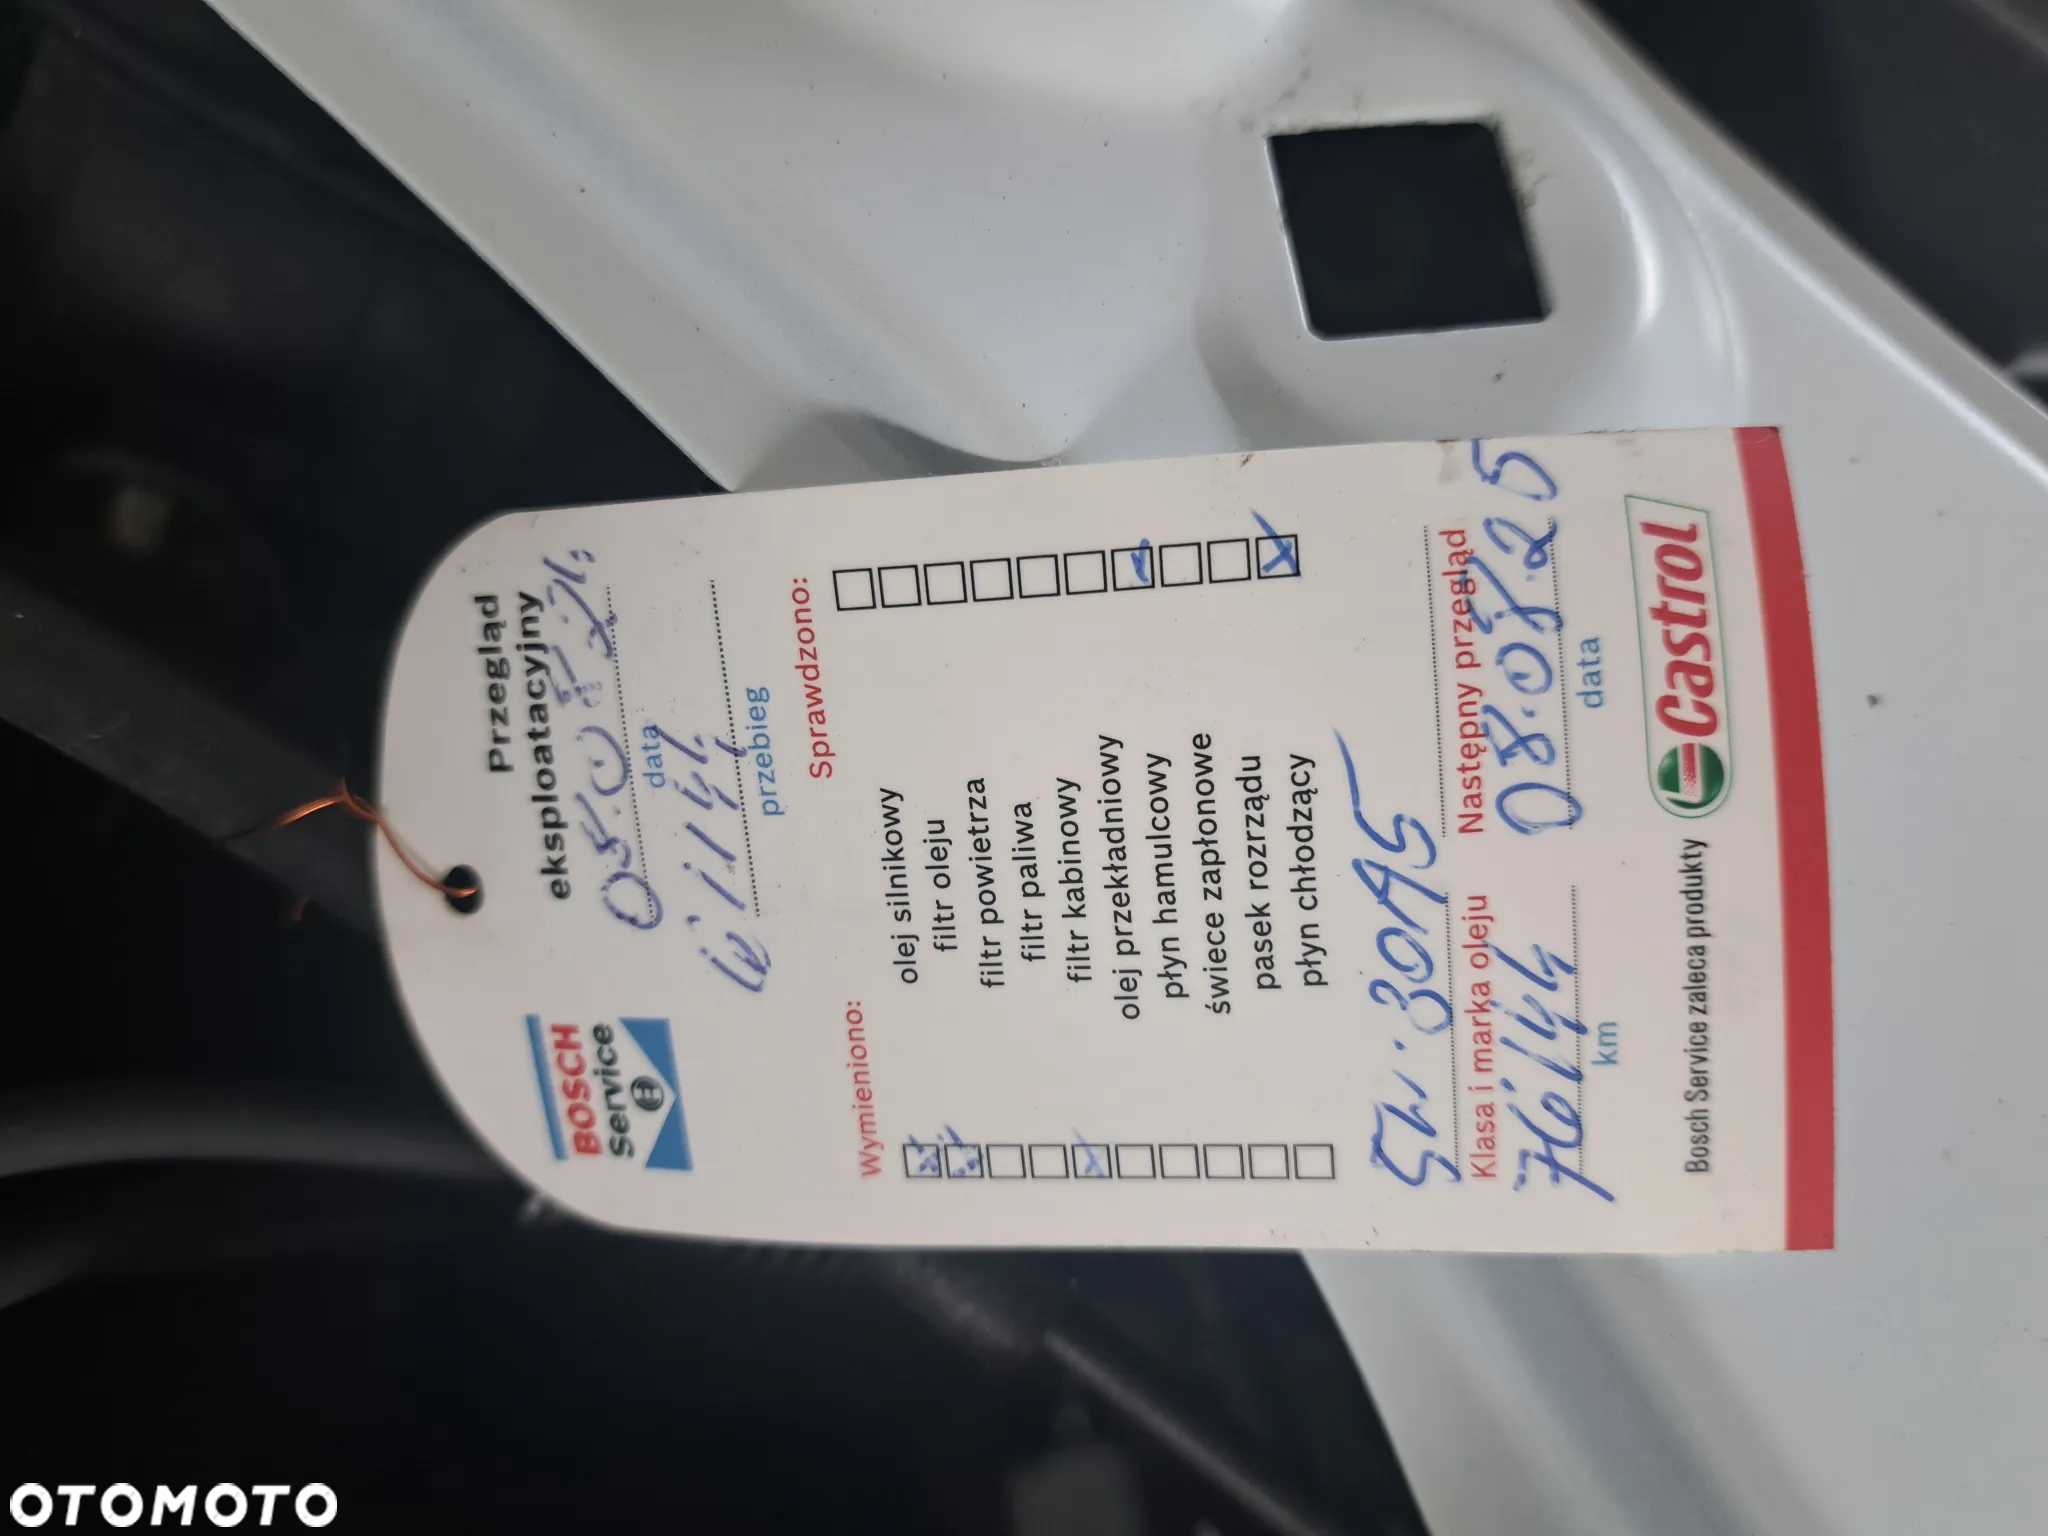 BOSCH
Service
Przegląd
eksploatacyjny
data
przebieg
Wymieniono:
Sprawdzono:
olej silnikowy
filtr oleju
filtr powietrza
filtr paliwa
filtr kabinowy
olej przekładniowy
płyn hamulcowy
świece zapłonowe
pasek rozrządu
płyn chłodzący
Klasa i marka oleju
Następny przegląd
km
data
Bosch Service zaleca produkty
Castrol
OTOMOTO